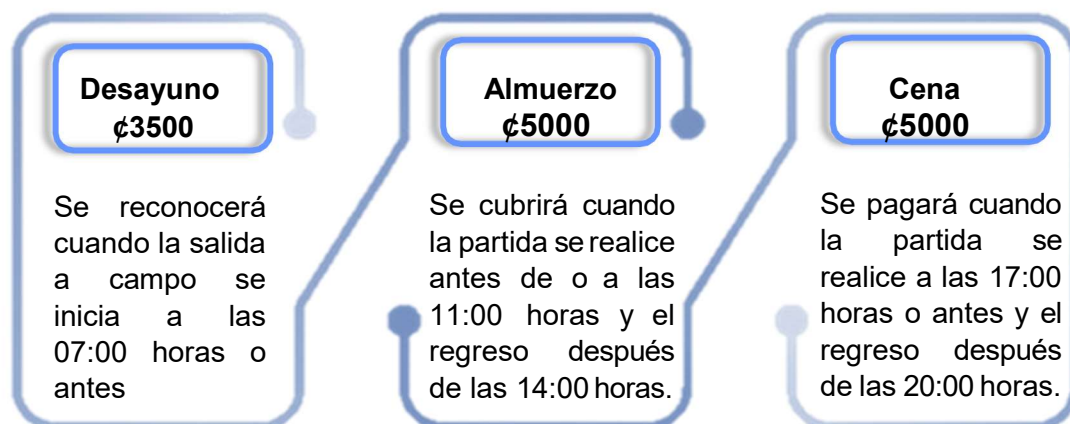 Desayuno
₡3500
Se reconocerá
cuando la salida
a campo se
inicia a las
07:00 horas o
antes
Almuerzo
₡5000
Se cubrirá cuando
la partida se realice
antes de o a las
11:00 horas y el
regreso después
de las 14:00 horas.
Cena
₡5000
Se pagará cuando
la partida se
realice a las 17:00
horas o antes y el
regreso después
de las 20:00 horas.